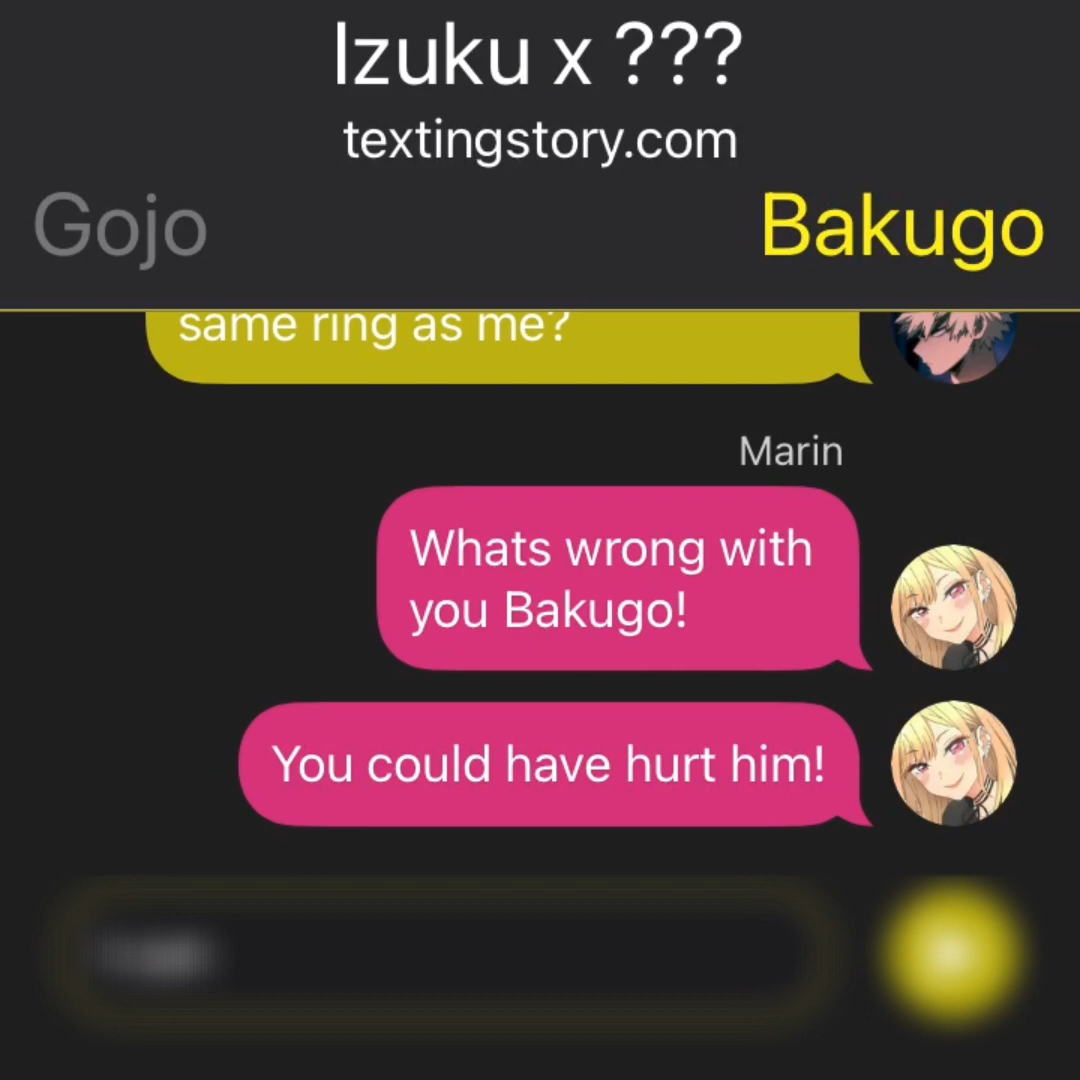 Izuku x ???
textingstory.com
Gojo
Bakugo
same ring as me?
Marin
Whats wrong with
you Bakugo!
You could have hurt him!